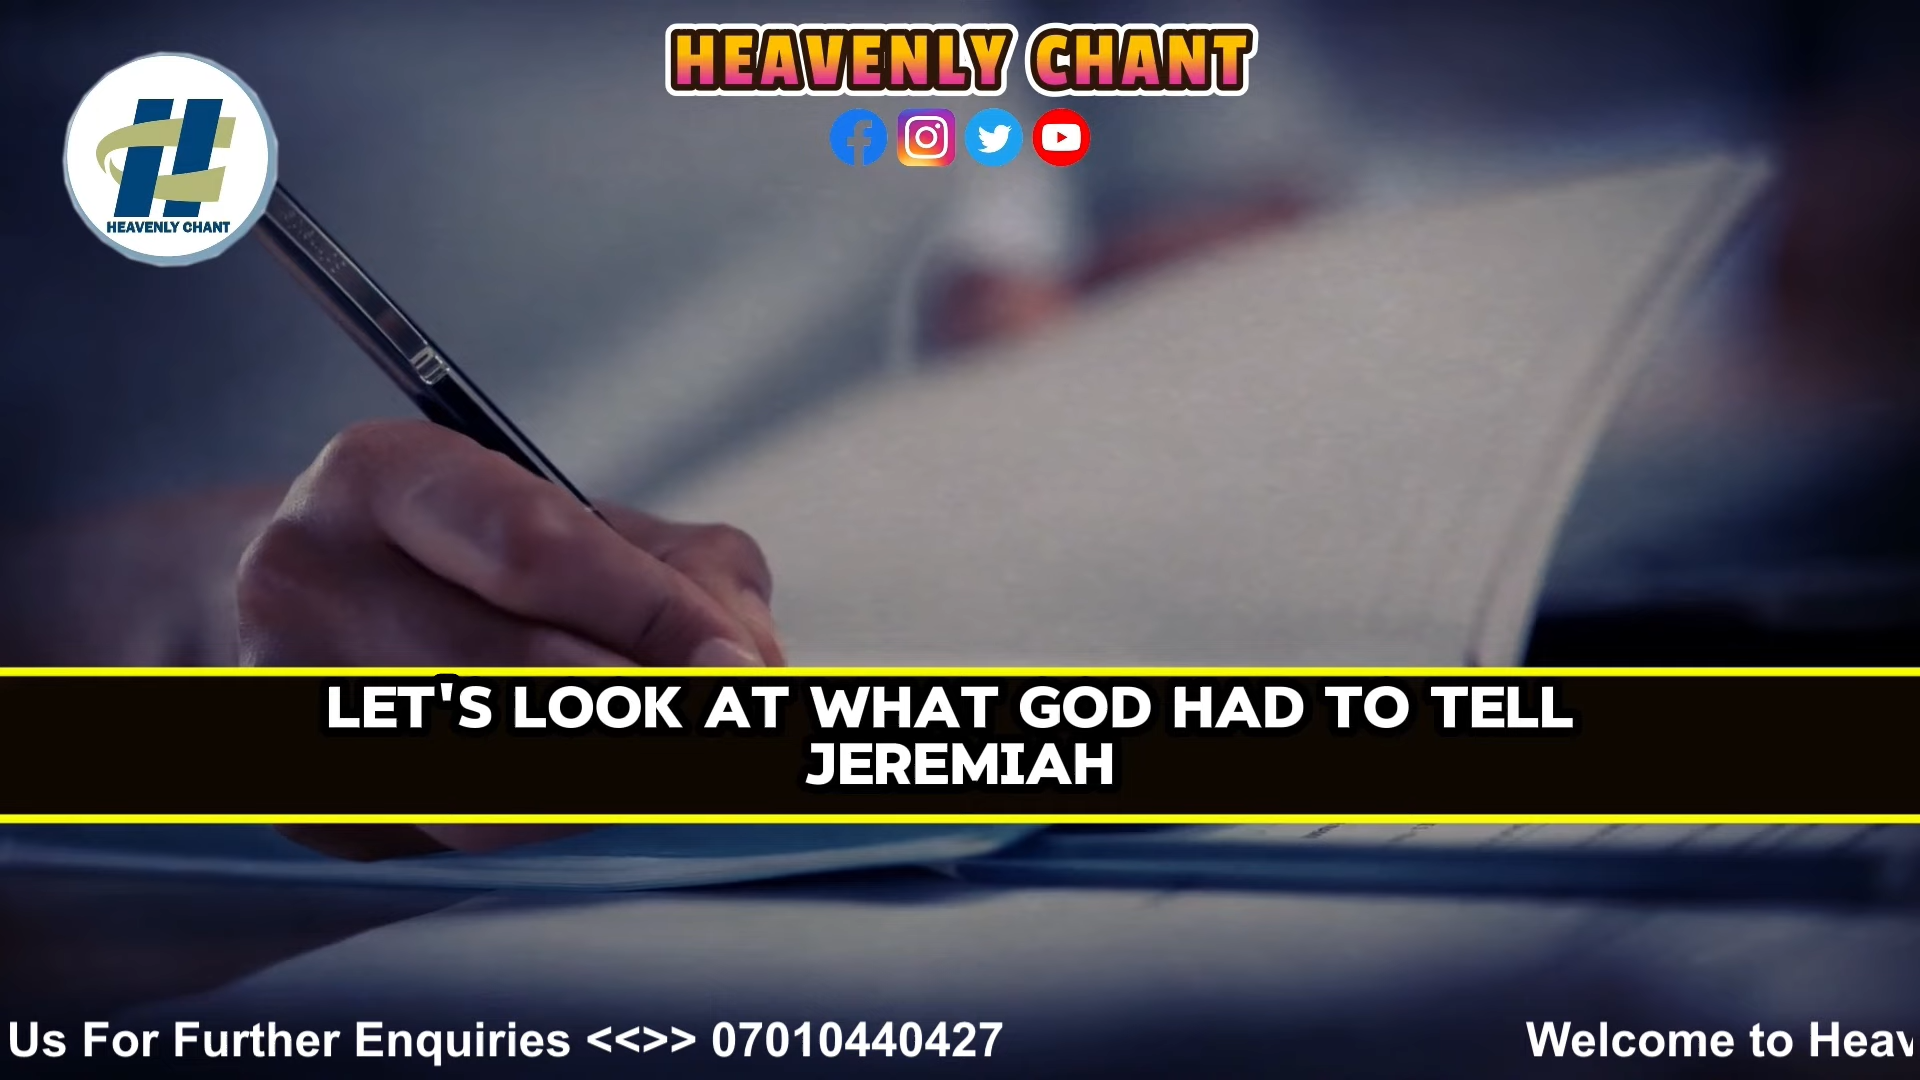 HEAVENLY CHANT
HEAVENLY CHANT
LET'S LOOK AT WHAT GOD HAD TO TELL
JEREMIAH
Us For Further Enquiries <<>> 07010440427
Welcome to Heav